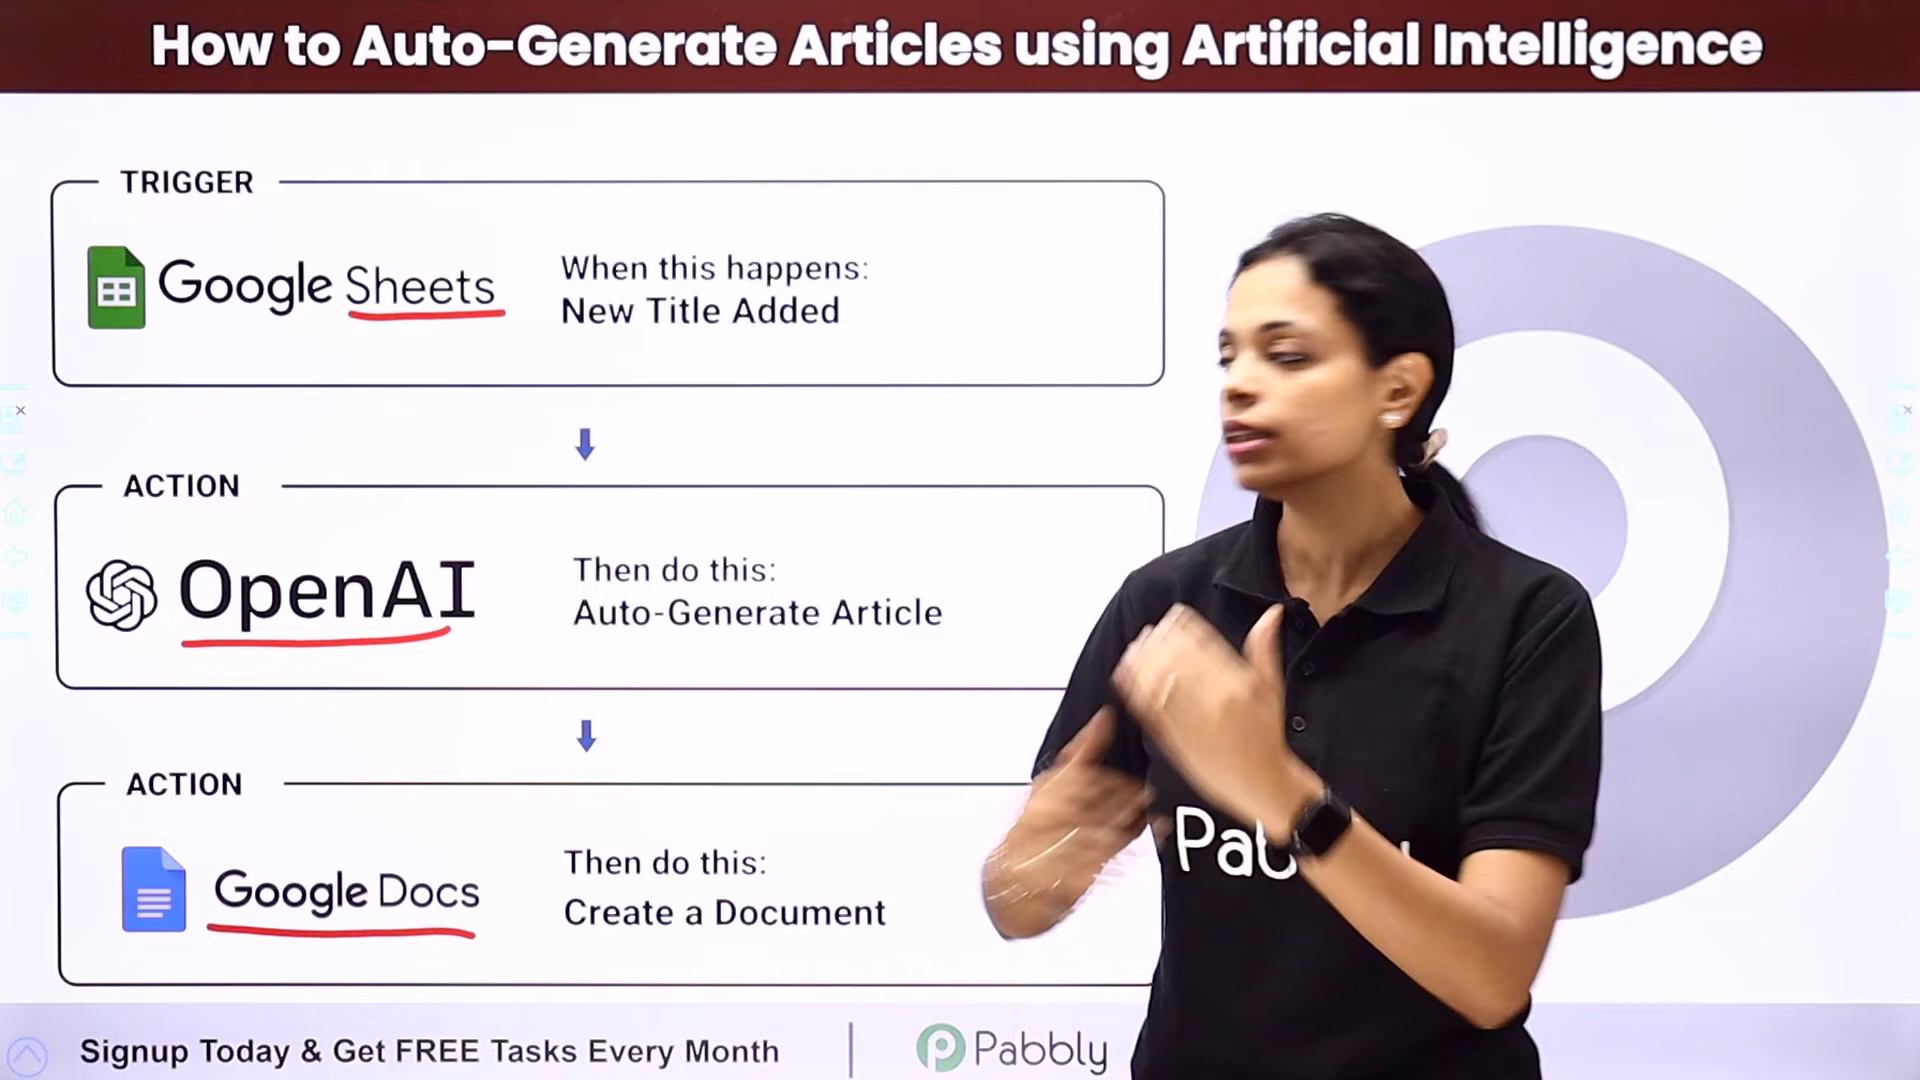 How to Auto-Generate Articles using Artificial Intelligence
TRIGGER
Google Sheets
When this happens:
New Title Added
ACTION
OpenAI
Then do this:
Auto-Generate Article
ACTION
Google Docs
Then do this:
Create a Document
Signup Today & Get FREE Tasks Every Month
Pabbly